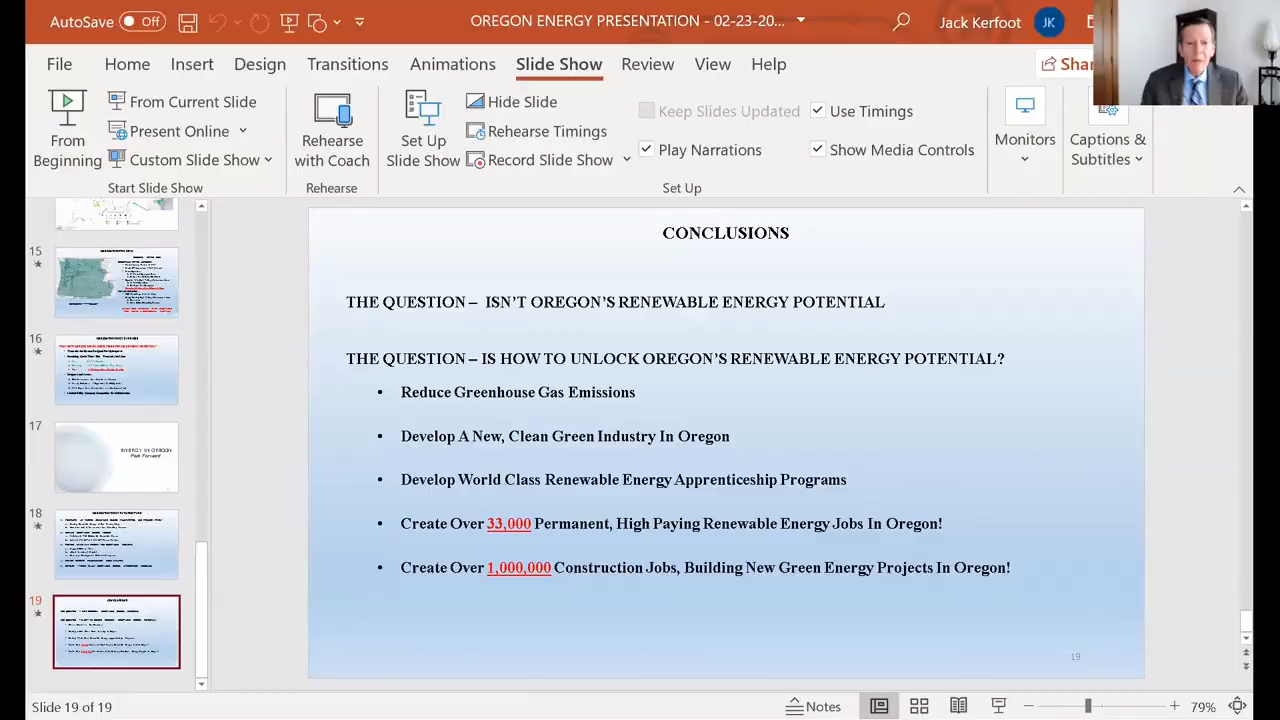 AutoSave Off OREGON ENERGY PRESENTATION - 02-23-20... Jack Kerfoot JK
File Home Insert Design Transitions Animations Slide Show Review View Help Shar
From Beginning
From Current Slide
Present Online
Custom Slide Show
Start Slide Show
Rehearse with Coach
Rehearse
Set Up Slide Show
Hide Slide
Rehearse Timings
Record Slide Show
Keep Slides Updated
Play Narrations
Use Timings
Show Media Controls
Set Up
Monitors
Captions & Subtitles
15
16
17
ENERGY IN OREGON
18
19
CONCLUSIONS
CONCLUSIONS
THE QUESTION – ISN’T OREGON’S RENEWABLE ENERGY POTENTIAL
THE QUESTION – IS HOW TO UNLOCK OREGON’S RENEWABLE ENERGY POTENTIAL?
• Reduce Greenhouse Gas Emissions
• Develop A New, Clean Green Industry In Oregon
• Develop World Class Renewable Energy Apprenticeship Programs
• Create Over 33,000 Permanent, High Paying Renewable Energy Jobs In Oregon!
• Create Over 1,000,000 Construction Jobs, Building New Green Energy Projects In Oregon!
19
Slide 19 of 19 Notes 79%